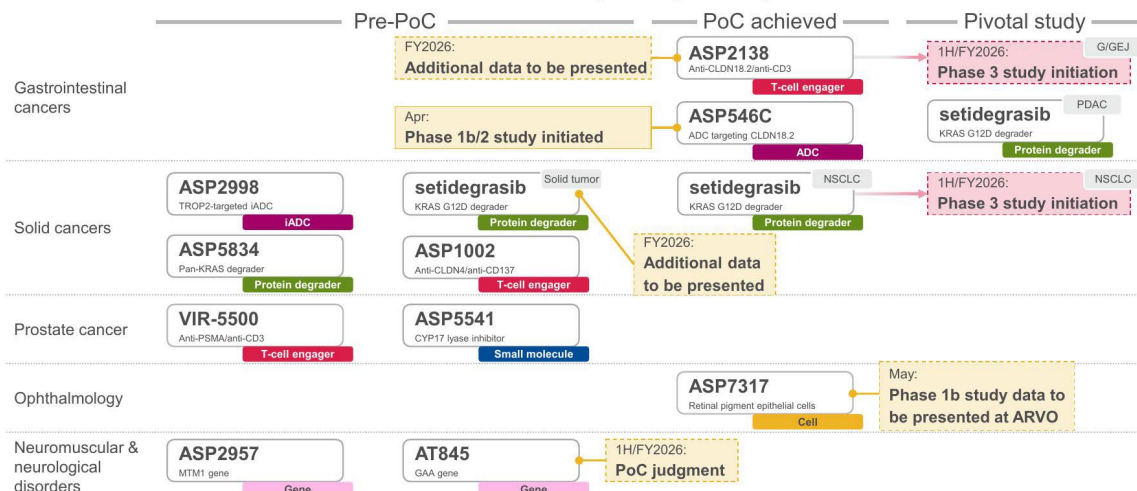 Pre-PoC
PoC achieved
Pivotal study
Gastrointestinal
cancers
FY2026:
Additional data to be presented
ASP2138
Anti-CLDN18.2/anti-CD3
T-cell engager
G/GEJ
1H/FY2026:
Phase 3 study initiation
Apr:
Phase 1b/2 study initiated
ASP546C
ADC targeting CLDN18.2
ADC
PDAC
setidegrasib
KRAS G12D degrader
Protein degrader
Solid cancers
ASP2998
TROP2-targeted iADC
iADC
Solid tumor
setidegrasib
KRAS G12D degrader
Protein degrader
NSCLC
setidegrasib
KRAS G12D degrader
Protein degrader
NSCLC
1H/FY2026:
Phase 3 study initiation
ASP5834
Pan-KRAS degrader
Protein degrader
ASP1002
Anti-CLDN4/anti-CD137
T-cell engager
FY2026:
Additional data
to be presented
Prostate cancer
VIR-5500
Anti-PSMA/anti-CD3
T-cell engager
ASP5541
CYP17 lyase inhibitor
Small molecule
Ophthalmology
ASP7317
Retinal pigment epithelial cells
Cell
May:
Phase 1b study data to
be presented at ARVO
Neuromuscular &
neurological
disorders
ASP2957
MTM1 gene
Gene
AT845
GAA gene
Gene
1H/FY2026:
PoC judgment